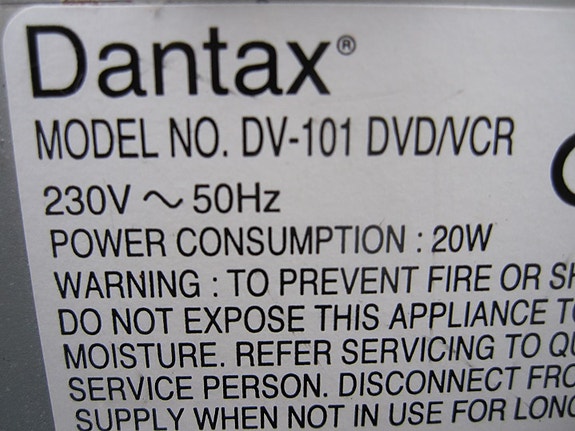 Dantax®
MODEL NO. DV-101 DVD/VCR
230V ~ 50Hz
POWER CONSUMPTION : 20W
WARNING : TO PREVENT FIRE OR
DO NOT EXPOSE THIS APPLIANCE
MOISTURE. REFER SERVICING TO
SERVICE PERSON. DISCONNECT
SUPPLY WHEN NOT IN USE FOR